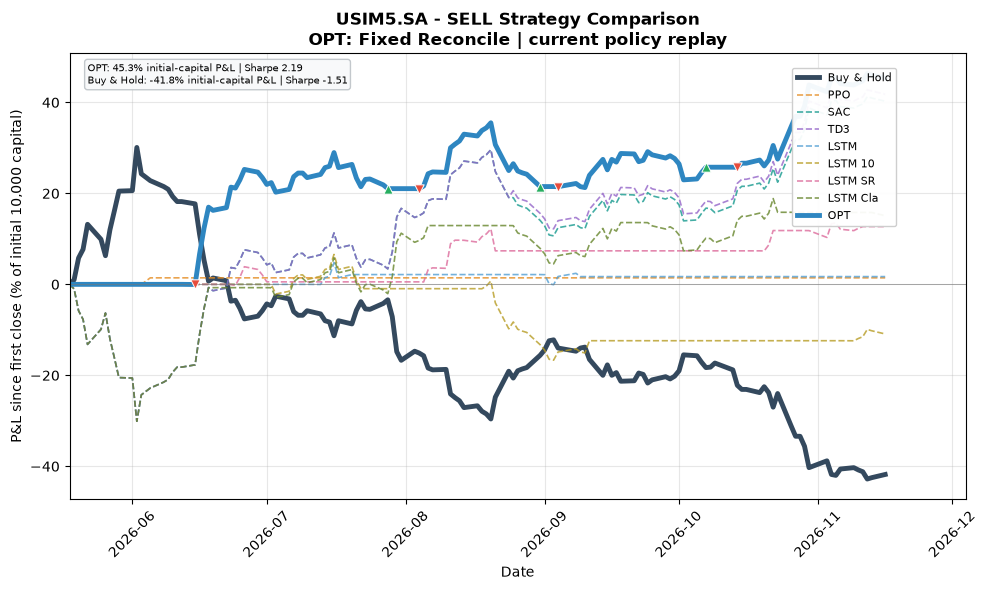 USIM5.SA - SELL Strategy Comparison
OPT: Fixed Reconcile | current policy replay
OPT: 45.3% initial-capital P&L | Sharpe 2.19
Buy & Hold: -41.8% initial-capital P&L | Sharpe -1.51
Buy & Hold
PPO
SAC
TD3
LSTM
LSTM 10
LSTM SR
LSTM Cla
OPT
P&L since first close (% of initial 10,000 capital)
40
20
0
−20
−40
2026-06
2026-07
2026-08
2026-09
2026-10
2026-11
2026-12
Date